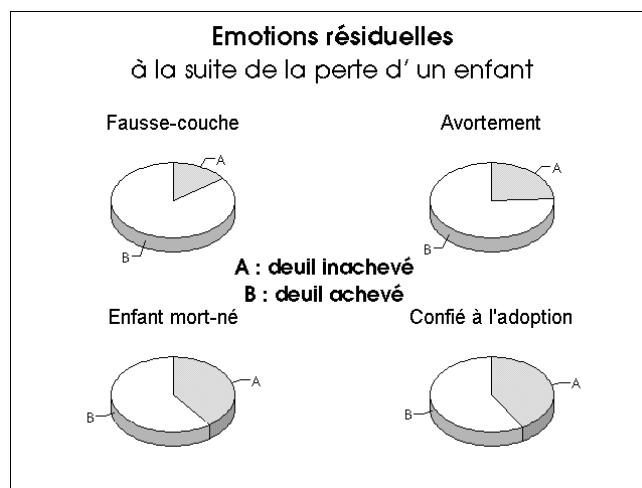 Emotions résiduelles
à la suite de la perte d' un enfant
Fausse-couche
Avortement
A
B
A
B
A : deuil inachevé
B : deuil achevé
Enfant mort-né
Confié à l'adoption
A
B
A
B